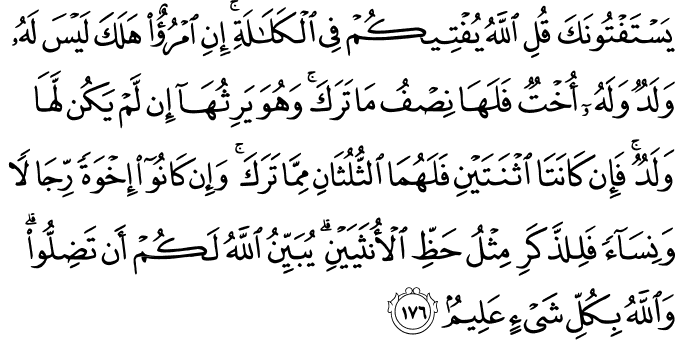 يَسۡتَفۡتُونَكَ قُلِ ٱللَّهُ يُفۡتِيكُمۡ فِي ٱلۡكَلَٰلَةِۚ إِنِ ٱمۡرُؤٌاْ هَلَكَ لَيۡسَ لَهُۥ
وَلَدٞ وَلَهُۥٓ أُخۡتٞ فَلَهَا نِصۡفُ مَا تَرَكَۚ وَهُوَ يَرِثُهَآ إِن لَّمۡ يَكُن لَّهَا
وَلَدٞۚ فَإِن كَانَتَا ٱثۡنَتَيۡنِ فَلَهُمَا ٱلثُّلُثَانِ مِمَّا تَرَكَۚ وَإِن كَانُوٓاْ إِخۡوَةٗ رِّجَالٗا
وَنِسَآءٗ فَلِلذَّكَرِ مِثۡلُ حَظِّ ٱلۡأُنثَيَيۡنِۗ يُبَيِّنُ ٱللَّهُ لَكُمۡ أَن تَضِلُّواْۗ
وَٱللَّهُ بِكُلِّ شَيۡءٍ عَلِيمُۢ ١٧٦